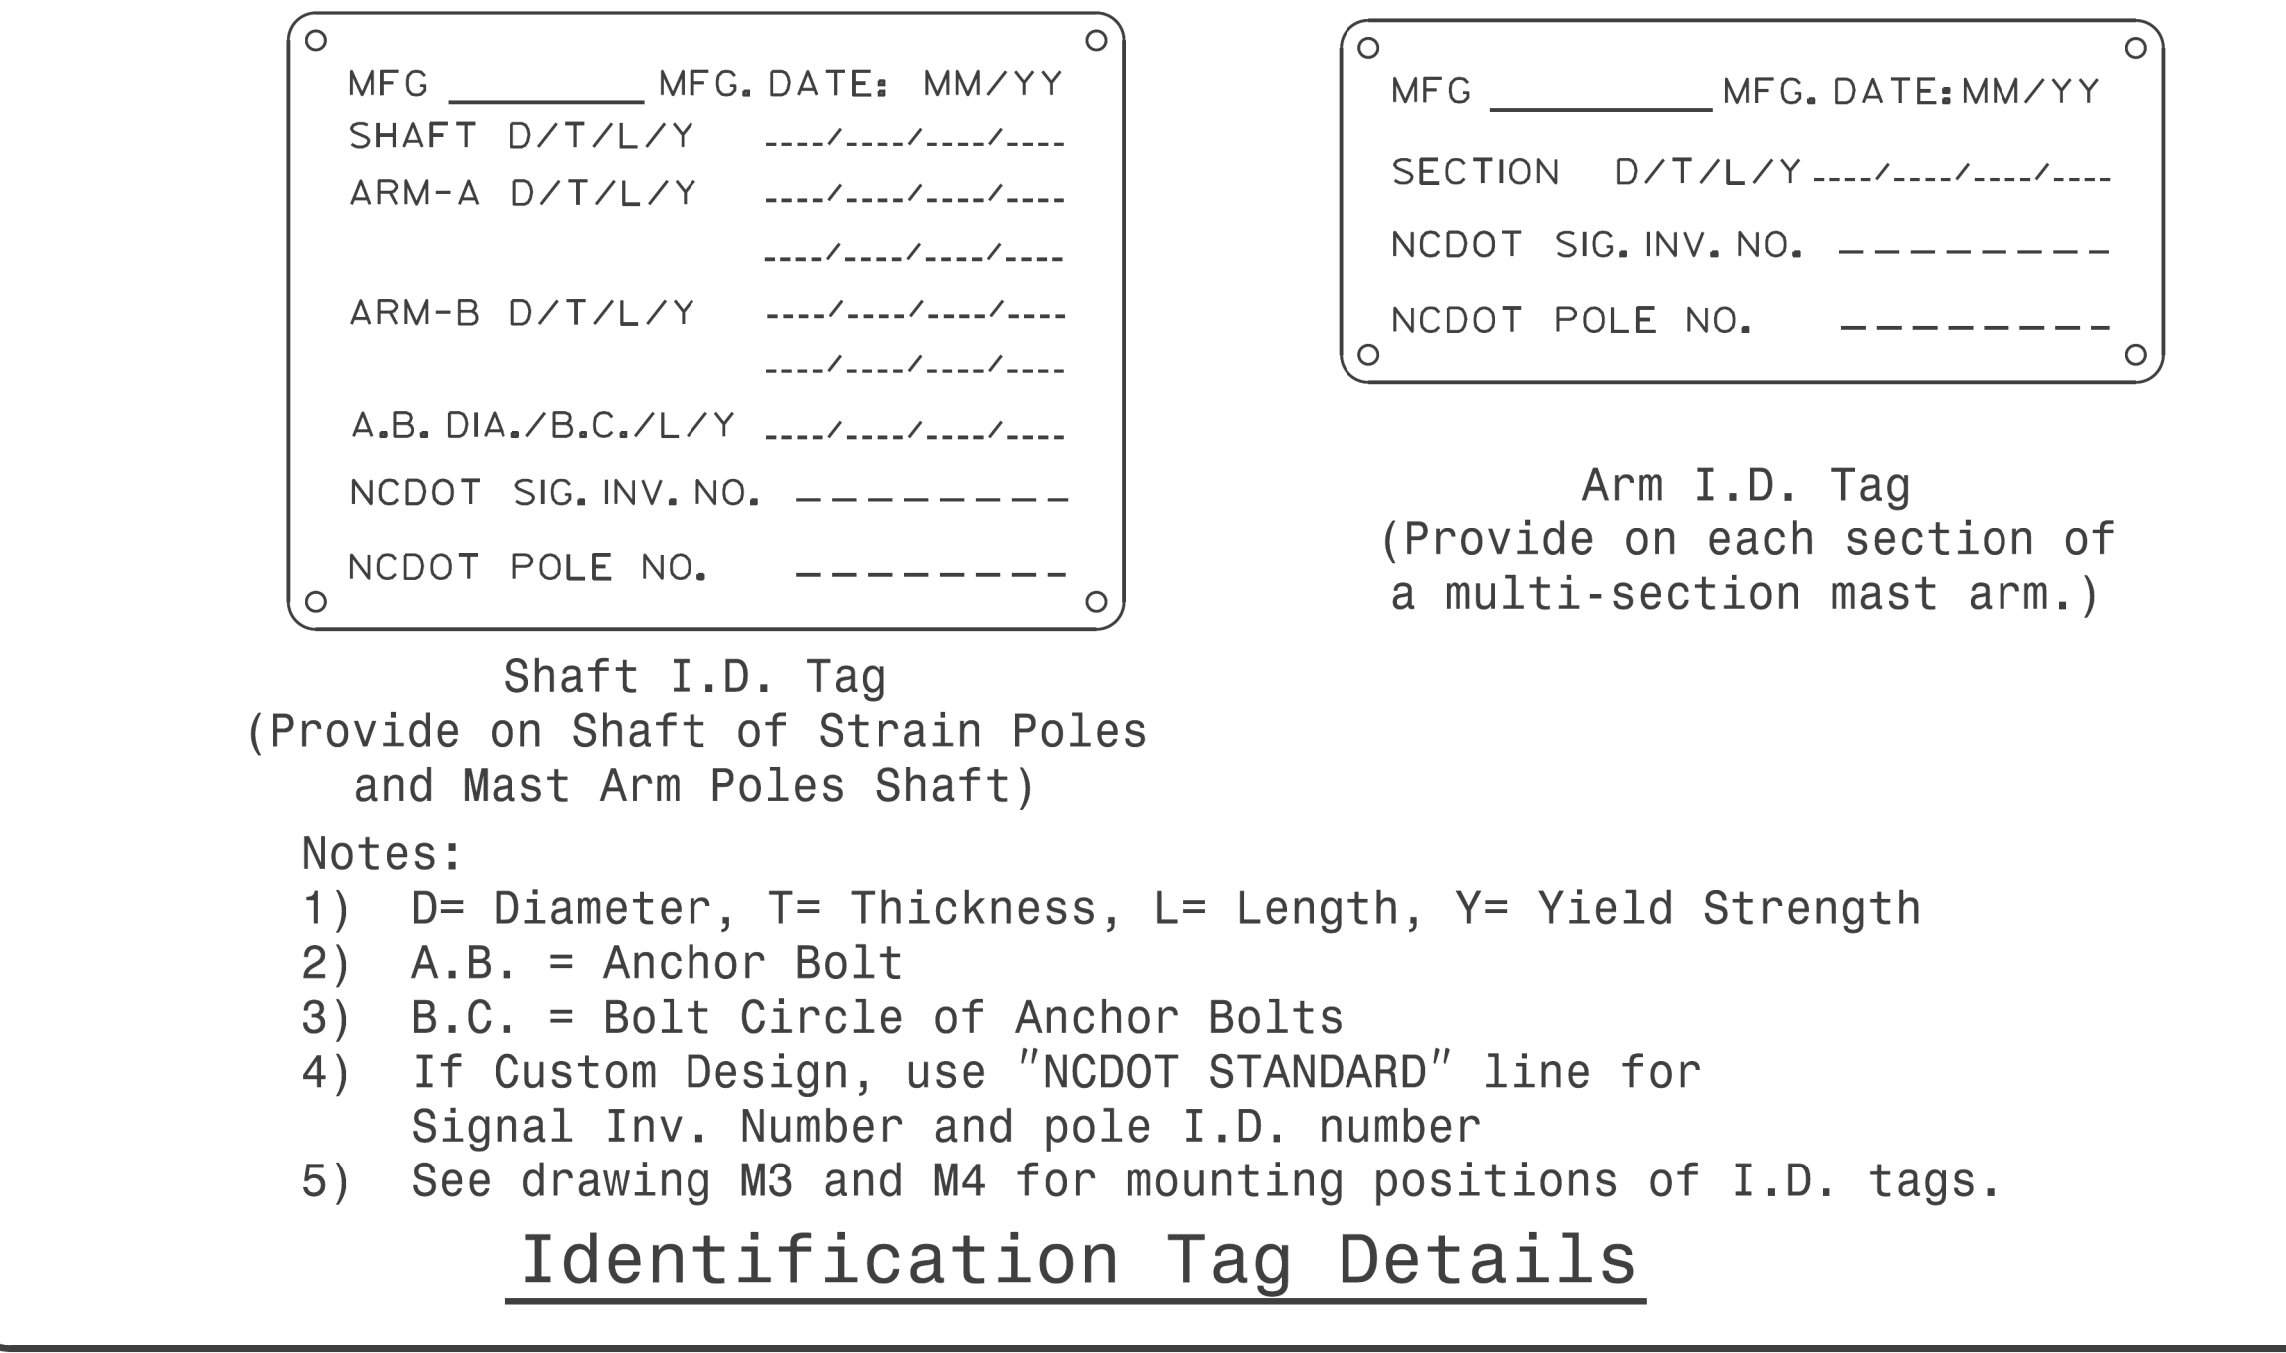 MFG ________ MFG. DATE: MM/YY
SHAFT D/T/L/Y ----/----/----/----
ARM-A D/T/L/Y ----/----/----/----
----/----/----/----
ARM-B D/T/L/Y ----/----/----/----
----/----/----/----
A.B. DIA./B.C./L/Y ----/----/----/----
NCDOT SIG. INV. NO. _ _ _ _ _ _ _ _
NCDOT POLE NO. _ _ _ _ _ _ _ _
Shaft I.D. Tag
(Provide on Shaft of Strain Poles
and Mast Arm Poles Shaft)
MFG ________ MFG. DATE: MM/YY
SECTION D/T/L/Y ----/----/----/----
NCDOT SIG. INV. NO. _ _ _ _ _ _ _ _
NCDOT POLE NO. _ _ _ _ _ _ _ _
Arm I.D. Tag
(Provide on each section of
a multi-section mast arm.)
Notes:
1) D= Diameter, T= Thickness, L= Length, Y= Yield Strength
2) A.B. = Anchor Bolt
3) B.C. = Bolt Circle of Anchor Bolts
4) If Custom Design, use "NCDOT STANDARD" line for
Signal Inv. Number and pole I.D. number
5) See drawing M3 and M4 for mounting positions of I.D. tags.
Identification Tag Details